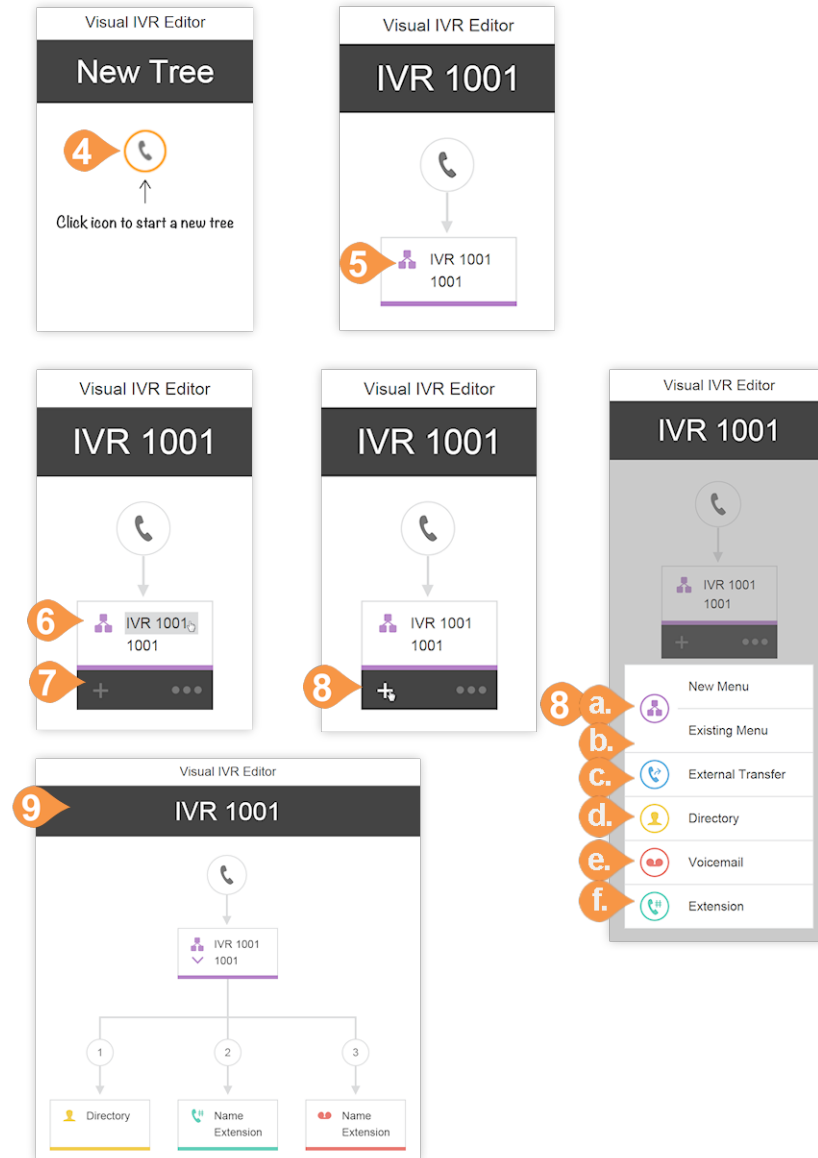 Visual IVR Editor
New Tree
4
Click icon to start a new tree
Visual IVR Editor
IVR 1001
5
IVR 1001
1001
Visual IVR Editor
IVR 1001
6
IVR 1001
1001
7
Visual IVR Editor
IVR 1001
IVR 1001
1001
8
Visual IVR Editor
IVR 1001
IVR 1001
1001
8 a.
New Menu
b.
Existing Menu
c.
External Transfer
d.
Directory
e.
Voicemail
f.
Extension
Visual IVR Editor
9
IVR 1001
IVR 1001
1001
1
2
3
Directory
Name
Extension
Name
Extension